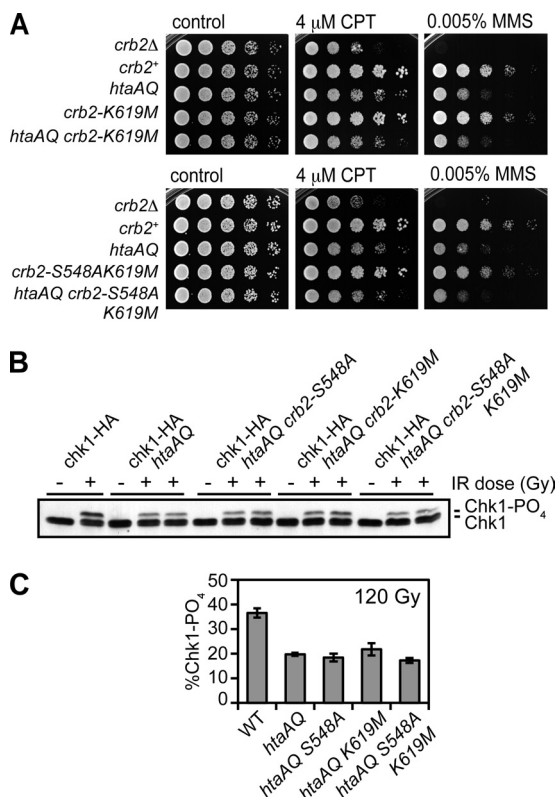 A
control 4 µM CPT 0.005% MMS
crb2Δ
crb2+
htaAQ
crb2-K619M
htaAQ crb2-K619M
control 4 µM CPT 0.005% MMS
crb2Δ
crb2+
htaAQ
crb2-S548AK619M
htaAQ crb2-S548A
K619M
B
chk1-HA
chk1-HA
htaAQ
chk1-HA
htaAQ crb2-S548A
chk1-HA
htaAQ crb2-K619M
chk1-HA
htaAQ crb2-S548A
K619M
- + - + + - + + - + + - + + IR dose (Gy)
Chk1-PO4
Chk1
C
%Chk1-PO4
50
40
30
20
10
0
120 Gy
WT
htaAQ
htaAQ S548A
htaAQ K619M
htaAQ S548A
K619M